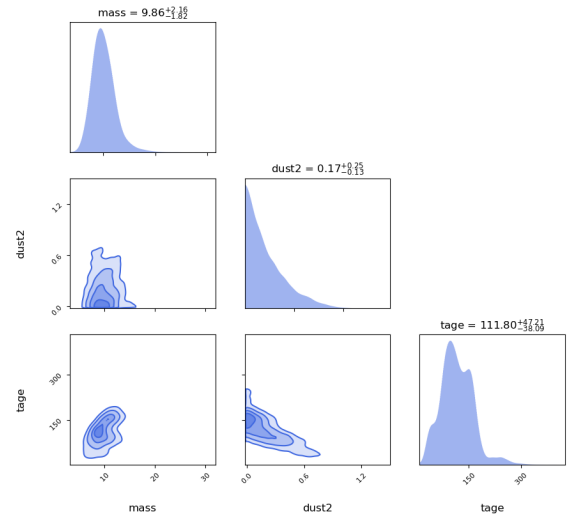 mass = 9.86+2.16−1.82
dust2 = 0.17+0.25−0.13
dust2
1.2
0.6
0.0
tage = 111.80+47.21−38.09
tage
300
150
10
20
30
0.0
0.6
1.2
150
300
mass
dust2
tage